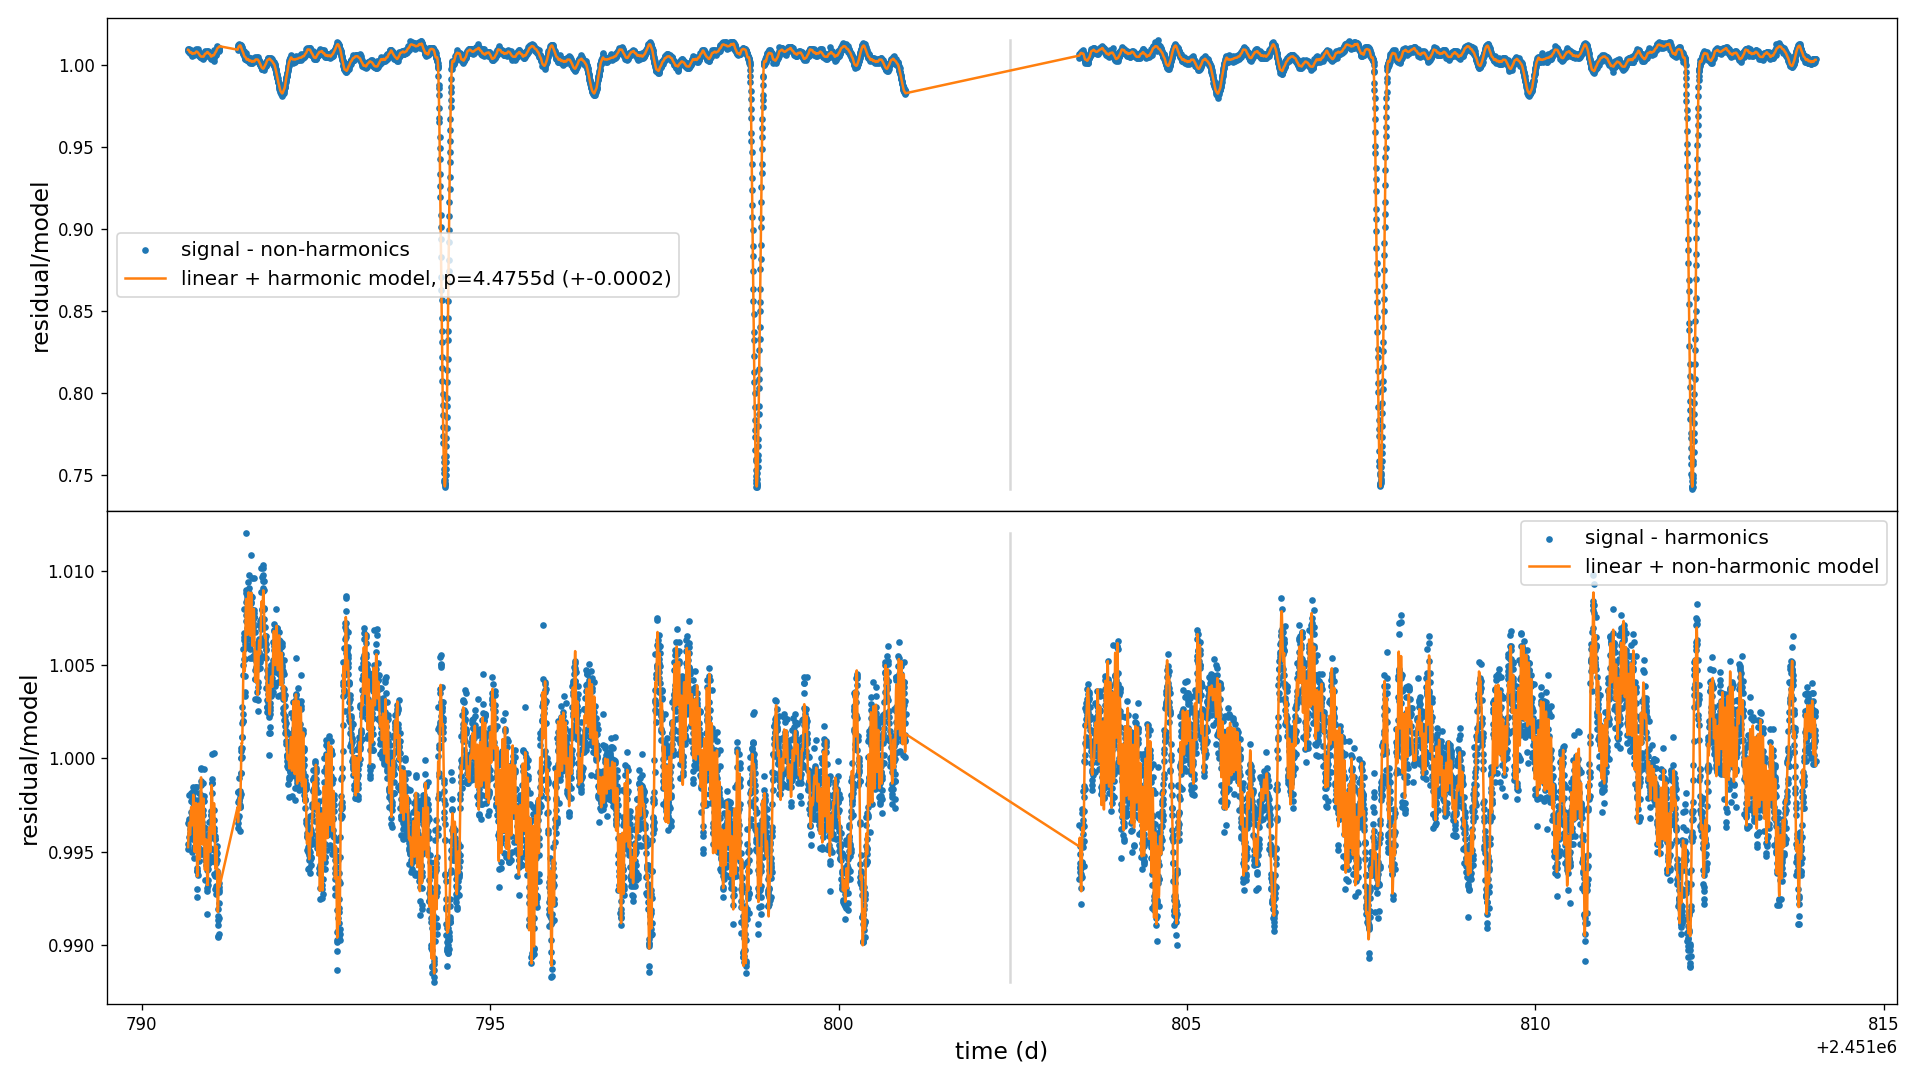 1.00
0.95
0.90
0.85
0.80
0.75
residual/model
signal - non-harmonics
linear + harmonic model, p=4.4755d (+-0.0002)
1.010
1.005
1.000
0.995
0.990
residual/model
signal - harmonics
linear + non-harmonic model
790 795 800 805 810 815
time (d)
+2.451e6